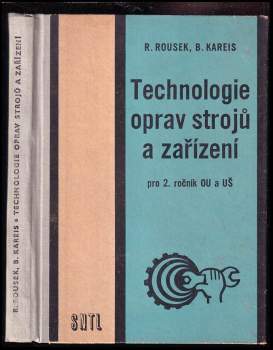 R. ROUSEK, B. KAREIS • TECHNOLOGIE OPRAV STROJŮ A ZAŘÍZENÍ
R. ROUSEK, B. KAREIS
Technologie
oprav strojů
a zařízení
pro 2. ročník OU a UŠ
SNTL